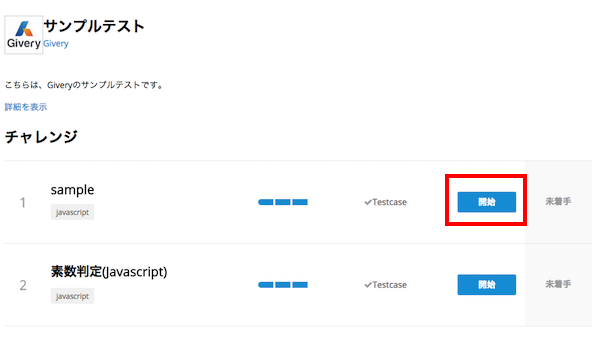 サンプルテスト
Givery
Givery
こちらは、Giveryのサンプルテストです。
詳細を表示
チャレンジ
1
sample
javascript
Testcase
開始
未着手
2
素数判定(Javascript)
javascript
Testcase
開始
未着手